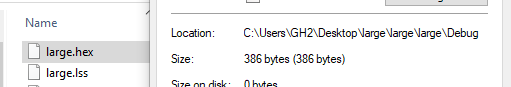 Name
large.hex
large.lss
Location: C:\Users\GH2\Desktop\large\large\large\Debug
Size: 386 bytes (386 bytes)
Size on disk: 0 bytes